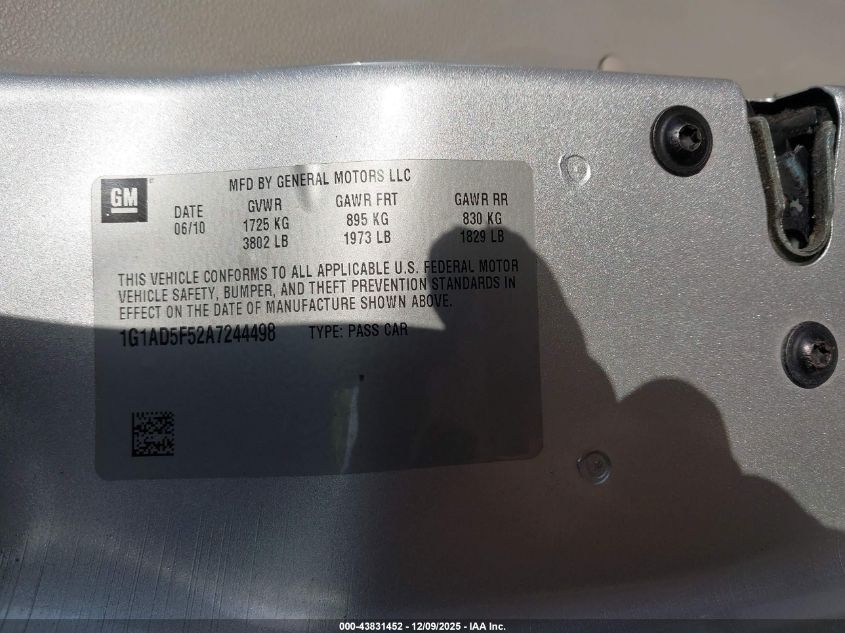 GM
MFD BY GENERAL MOTORS LLC
DATE GVWR GAWR FRT GAWR RR
06/10 1725 KG 895 KG 830 KG
3802 LB 1973 LB 1829 LB
THIS VEHICLE CONFORMS TO ALL APPLICABLE U.S. FEDERAL MOTOR
VEHICLE SAFETY, BUMPER, AND THEFT PREVENTION STANDARDS IN
EFFECT ON THE DATE OF MANUFACTURE SHOWN ABOVE.
1G1AD5F52A7244498 TYPE: PASS CAR
000-43831452 - 12/09/2025 - IAA Inc.